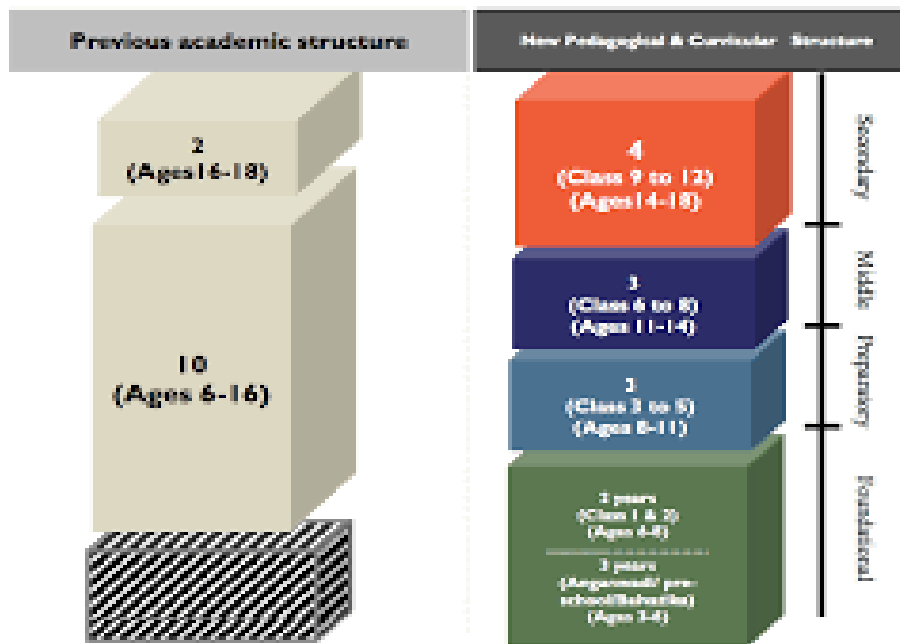 Previous academic structure
2
(Ages16-18)
10
(Ages 6-16)
New Pedagogical & Curricular Structure
4
(Class 9 to 12)
(Ages14-18)
3
(Class 6 to 8)
(Ages 11-14)
3
(Class 3 to 5)
(Ages 8-11)
2 years
(Class 1 & 2)
(Ages 6-8)
3 years
(Anganwadi/ pre-
(Ages 3-6)
Secondary
Middle
Preparatory
Foundational